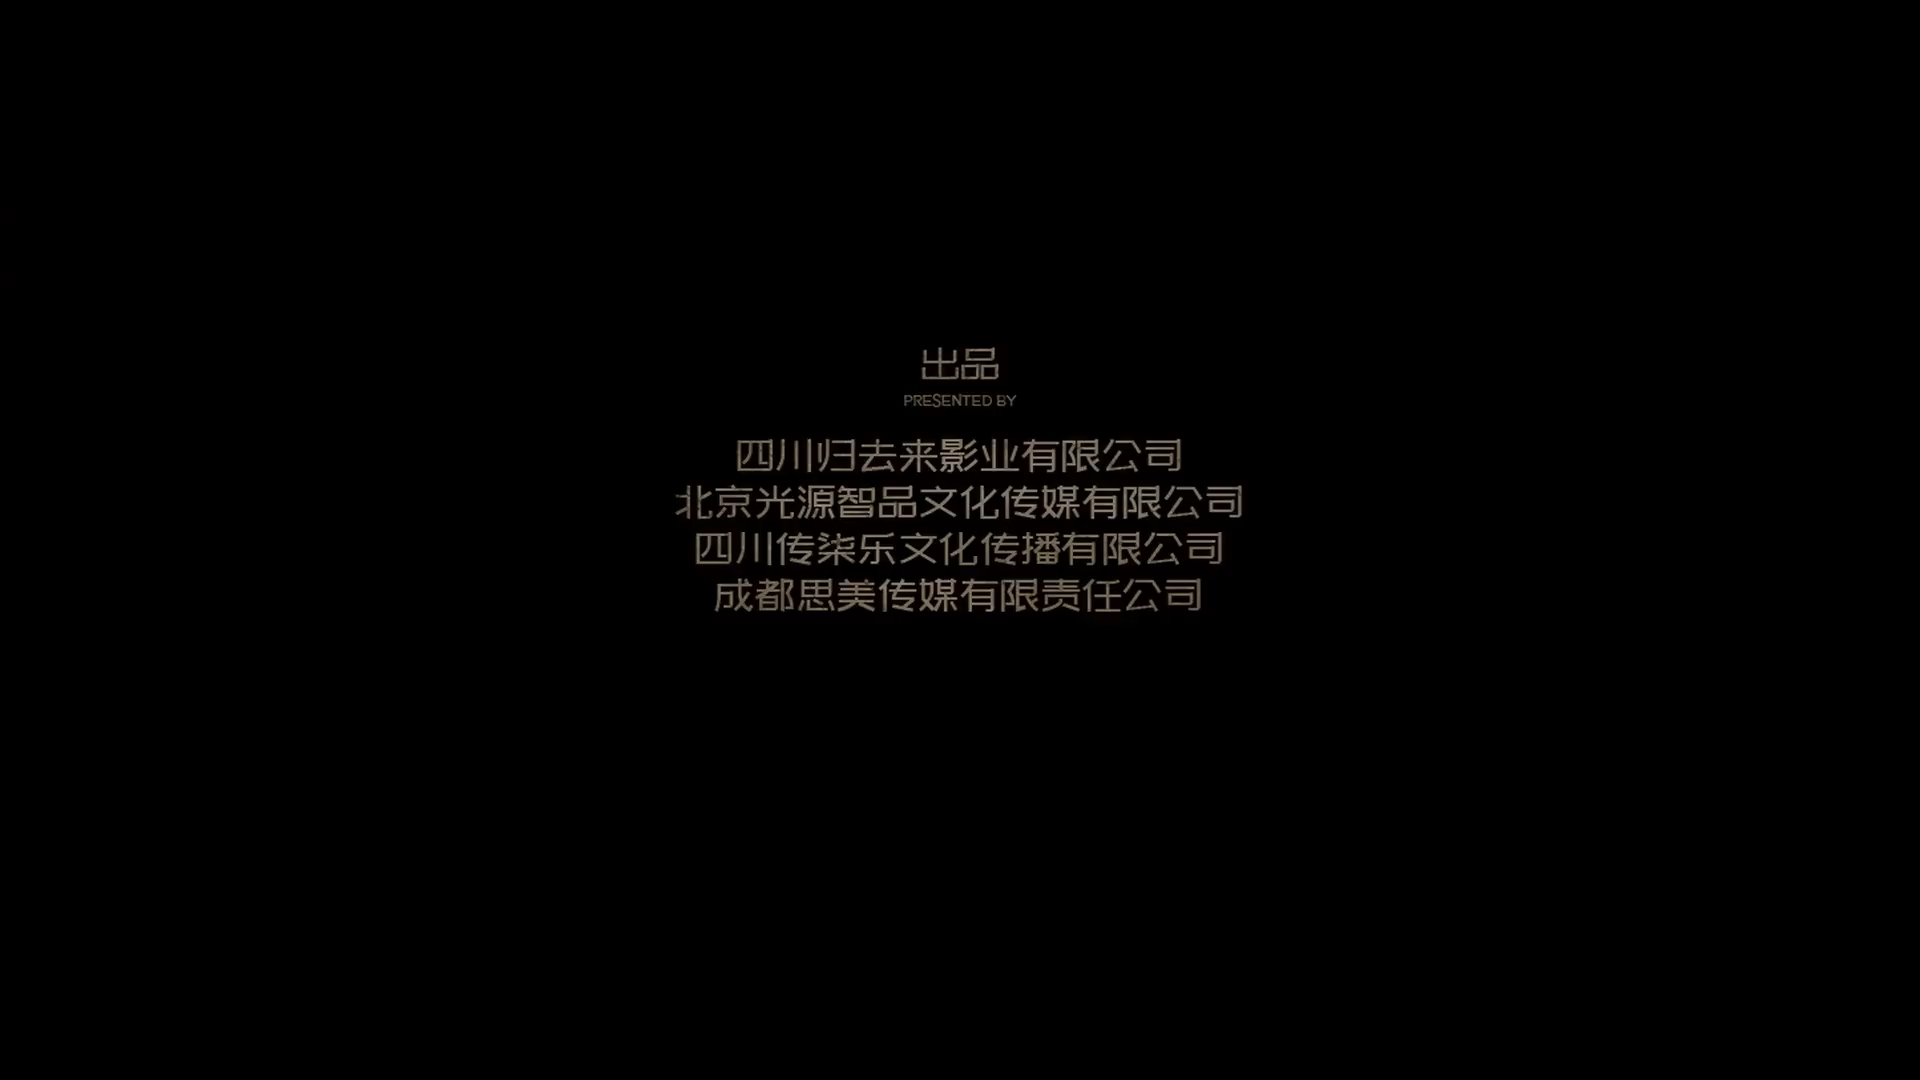 出品
PRESENTED BY
四川归去来影业有限公司
北京光源智品文化传媒有限公司
四川传柒乐文化传播有限公司
成都思美传媒有限责任公司